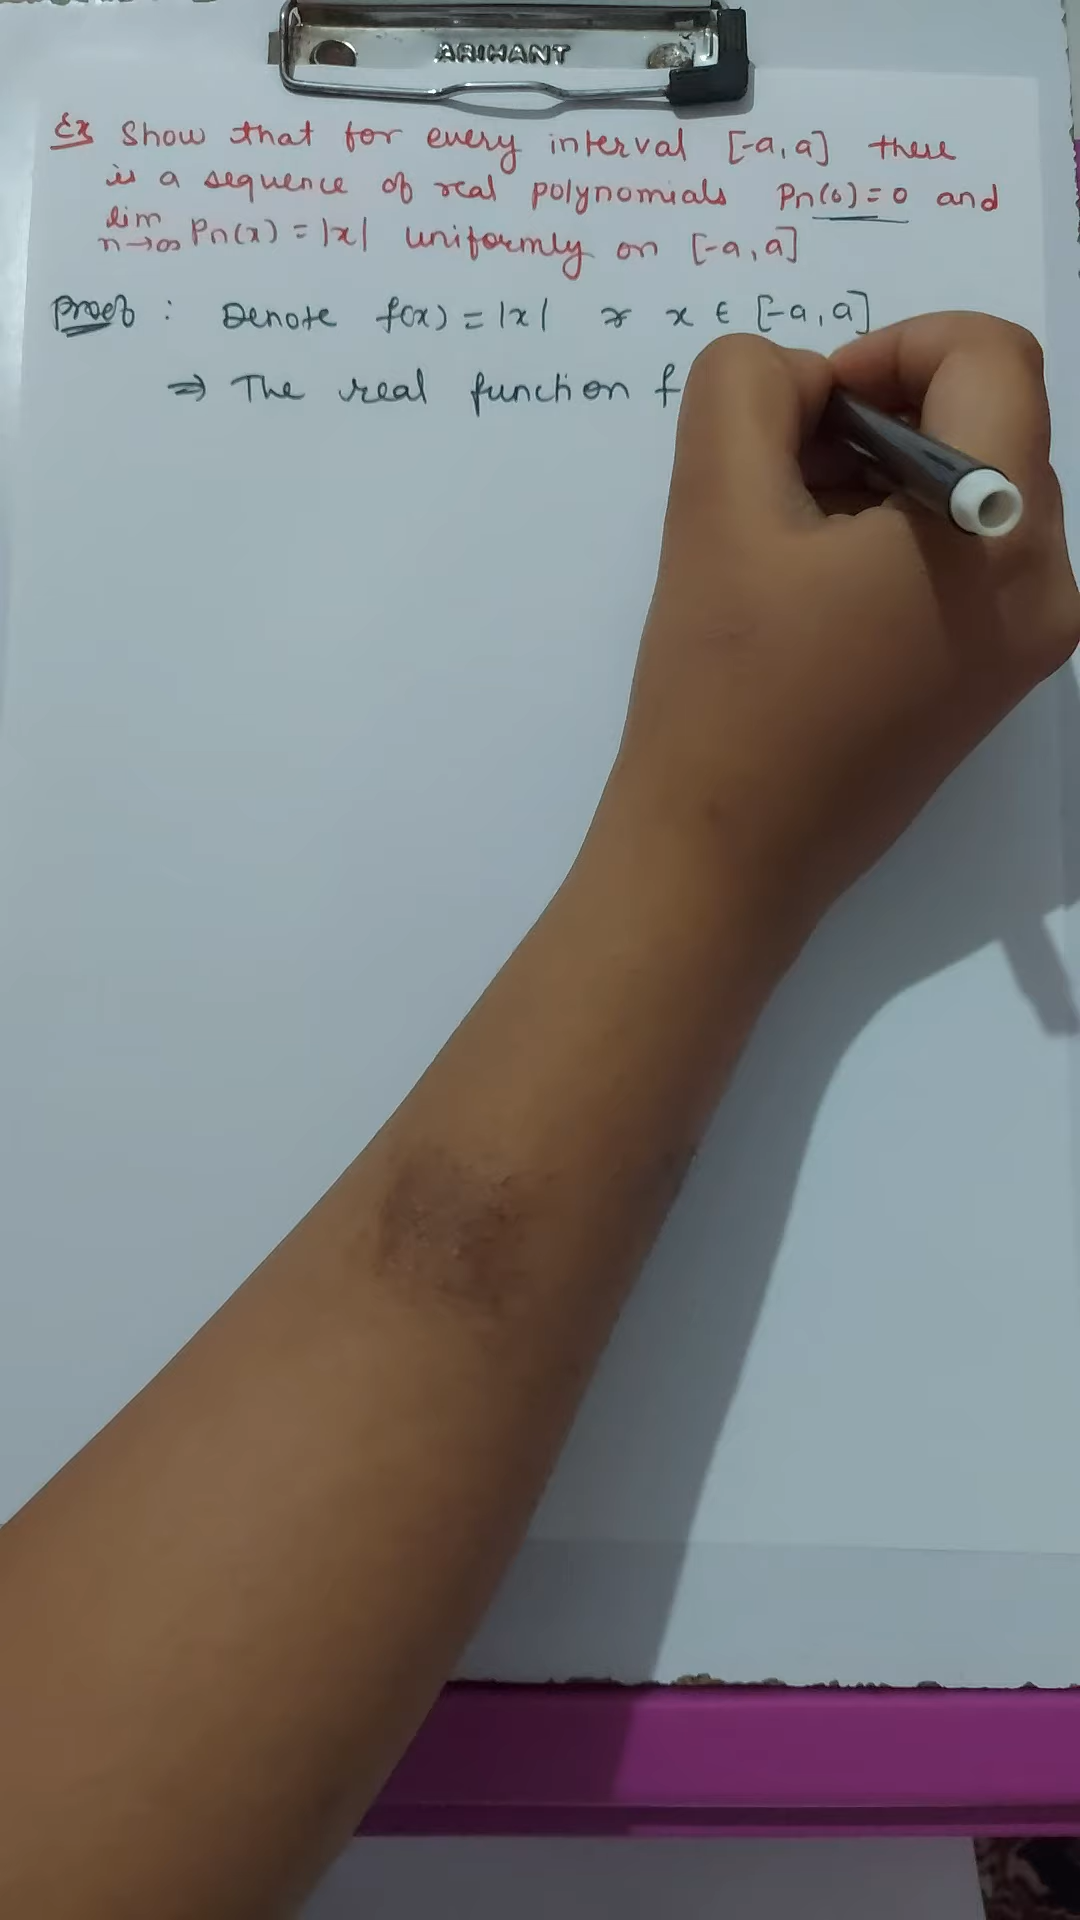 ARIHANT
Ex Show that for every interval [-a, a] there
is a sequence of real polynomials Pn(0) = 0 and
lim n→∞ Pn(x) = |x| uniformly on [-a, a]
Proof : Denote f(x) = |x| ∀ x ∈ [-a, a]
⇒ The real function f